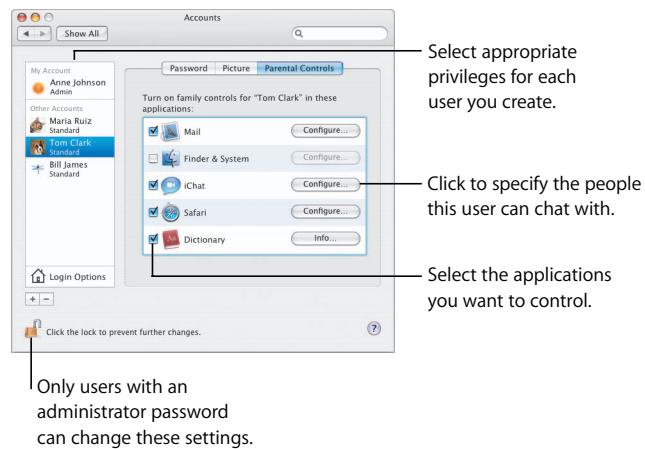 Accounts
Show All
Password Picture Parental Controls
My Account
Anne Johnson
Admin
Other Accounts
Maria Ruiz
Standard
Tom Clark
Standard
Bill James
Standard
Login Options
Turn on family controls for "Tom Clark" in these
applications:
Mail Configure...
Finder & System Configure...
iChat Configure...
Safari Configure...
Dictionary Info...
+ −
Click the lock to prevent further changes.
?
Select appropriate
privileges for each
user you create.
Click to specify the people
this user can chat with.
Select the applications
you want to control.
Only users with an
administrator password
can change these settings.